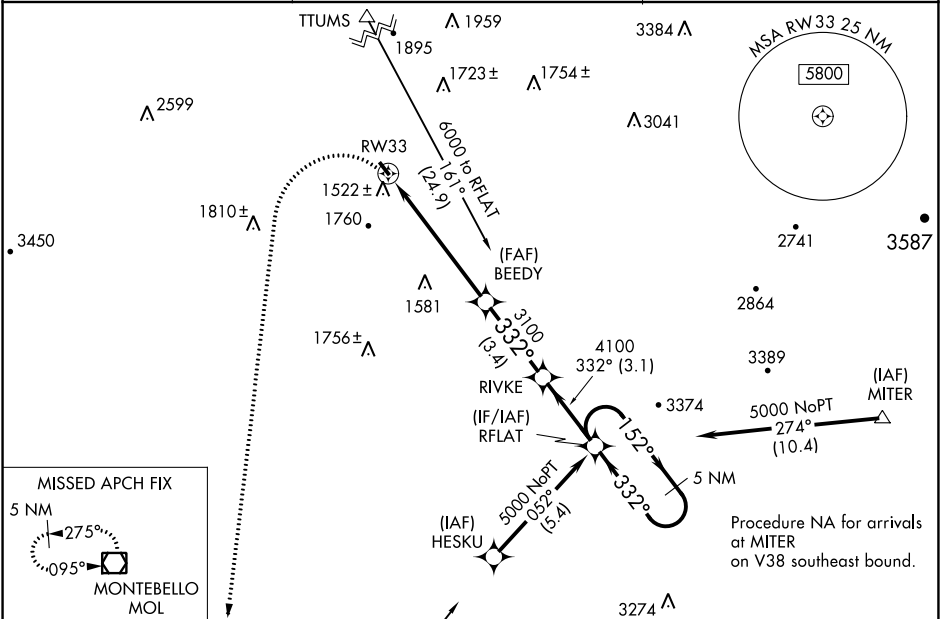 TTUMS
1959
1895
3384
MSA RW33 25 NM
5800
1723±
1754±
2599
3041
6000 to RFLAT
161°
(24.9)
RW33
1522±
1810±
1760
3450
2741
3587
(FAF)
BEEDY
1581
2864
3100
332°
(3.4)
1756±
4100
332° (3.1)
3389
RIVKE
(IAF)
MITER
3374
5000 NoPT
274°
(10.4)
(IF/IAF)
RFLAT
152°
332°
5 NM
5000 NoPT
052°
(5.4)
(IAF)
HESKU
Procedure NA for arrivals
at MITER
on V38 southeast bound.
MISSED APCH FIX
5 NM
275°
095°
MONTEBELLO
MOL
3274